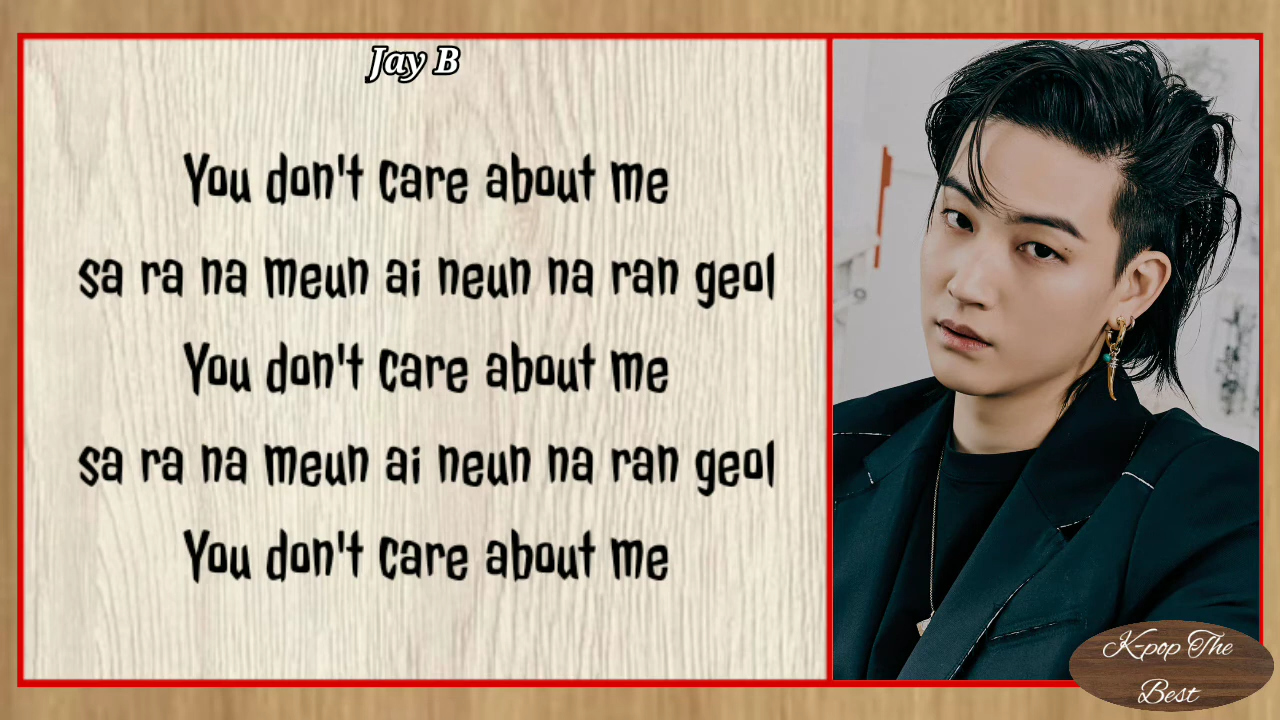 Jay B
You don't care about me
sa ra na meun ai neun na ran geol
You don't care about me
sa ra na meun ai neun na ran geol
You don't care about me
K-pop The
Best